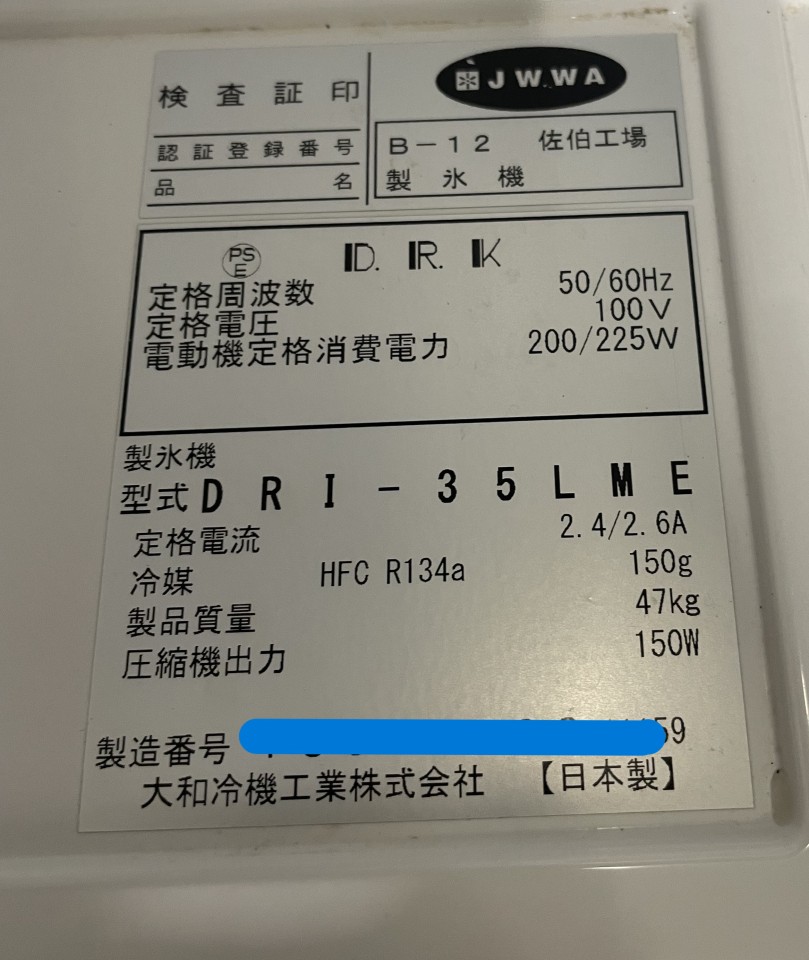 検査証印
JWWA
認証登録番号
B-12 佐伯工場
品名
製氷機
PSE
D.R.K
定格周波数 50/60Hz
定格電圧 100V
電動機定格消費電力 200/225W
製氷機
型式 DRI-35LME
定格電流 2.4/2.6A
冷媒 HFC R134a 150g
製品質量 47kg
圧縮機出力 150W
製造番号 59
大和冷機工業株式会社 【日本製】